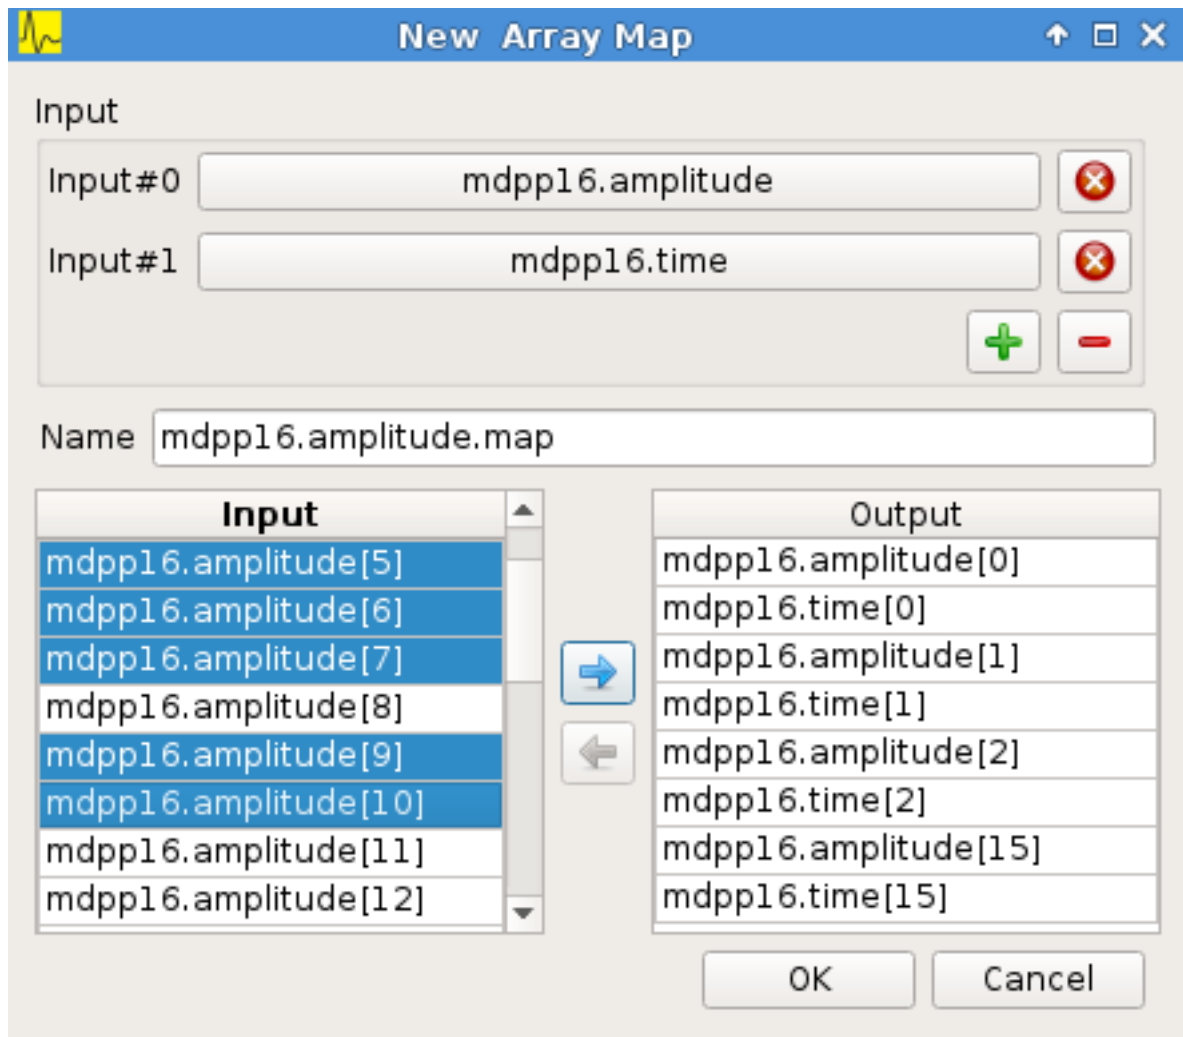 New Array Map
Input
Input#0 mdpp16.amplitude
Input#1 mdpp16.time
Name mdpp16.amplitude.map
Input
mdpp16.amplitude[5]
mdpp16.amplitude[6]
mdpp16.amplitude[7]
mdpp16.amplitude[8]
mdpp16.amplitude[9]
mdpp16.amplitude[10]
mdpp16.amplitude[11]
mdpp16.amplitude[12]
Output
mdpp16.amplitude[0]
mdpp16.time[0]
mdpp16.amplitude[1]
mdpp16.time[1]
mdpp16.amplitude[2]
mdpp16.time[2]
mdpp16.amplitude[15]
mdpp16.time[15]
OK Cancel